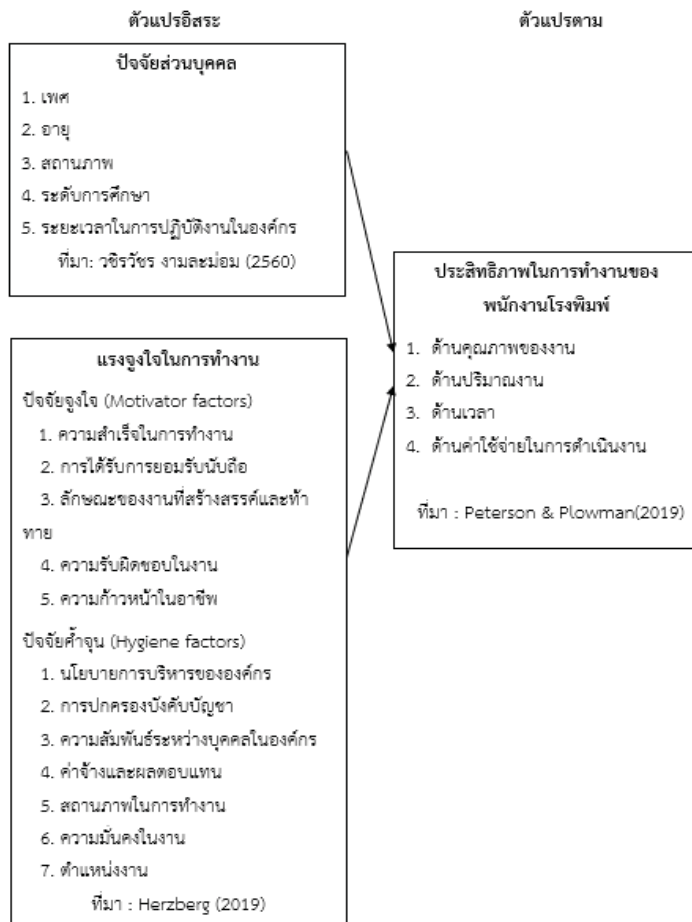 ตัวแปรอิสระ
ตัวแปรตาม
ปัจจัยส่วนบุคคล
1. เพศ
2. อายุ
3. สถานภาพ
4. ระดับการศึกษา
5. ระยะเวลาในการปฏิบัติงานในองค์กร
ที่มา: วชิรวัชร งามละม่อม (2560)
แรงจูงใจในการทำงาน
ปัจจัยจูงใจ (Motivator factors)
1. ความสำเร็จในการทำงาน
2. การได้รับการยอมรับนับถือ
3. ลักษณะของงานที่สร้างสรรค์และท้า
ทาย
4. ความรับผิดชอบในงาน
5. ความก้าวหน้าในอาชีพ
ปัจจัยค้ำจุน (Hygiene factors)
1. นโยบายการบริหารขององค์กร
2. การปกครองบังคับบัญชา
3. ความสัมพันธ์ระหว่างบุคคลในองค์กร
4. ค่าจ้างและผลตอบแทน
5. สถานภาพในการทำงาน
6. ความมั่นคงในงาน
7. ตำแหน่งงาน
ที่มา : Herzberg (2019)
ประสิทธิภาพในการทำงานของ
พนักงานโรงพิมพ์
1. ด้านคุณภาพของงาน
2. ด้านปริมาณงาน
3. ด้านเวลา
4. ด้านค่าใช้จ่ายในการดำเนินงาน
ที่มา : Peterson & Plowman(2019)